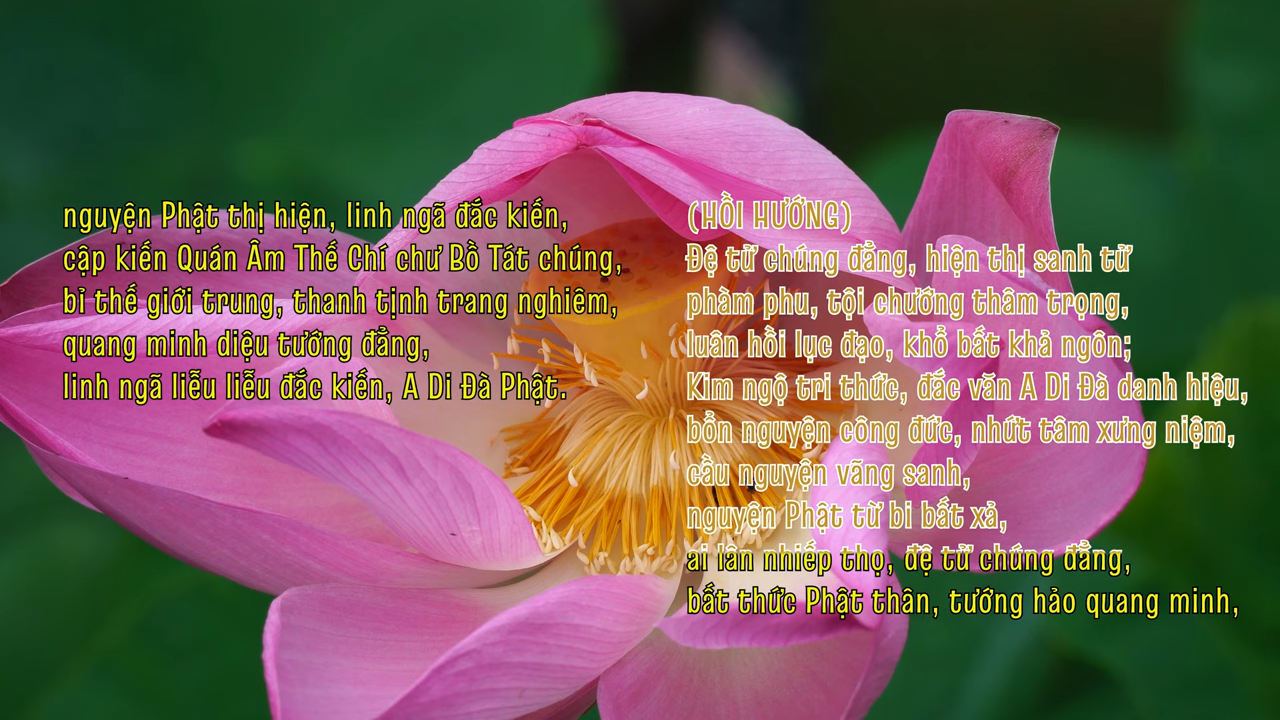 nguyện Phật thị hiện, linh ngã đắc kiến,
cập kiến Quán Âm Thế Chí chư Bồ Tát chúng,
bỉ thế giới trung, thanh tịnh trang nghiêm,
quang minh diệu tướng đẳng,
linh ngã liễu liễu đắc kiến, A Di Đà Phật.
(HỒI HƯỚNG)
Đệ tử chúng đẳng, hiện thị sanh tử
phàm phu, tội chướng thâm trọng,
luân hồi lục đạo, khổ bất khả ngôn;
Kim ngộ tri thức, đắc văn A Di Đà danh hiệu,
bổn nguyện công đức, nhứt tâm xưng niệm,
cầu nguyện vãng sanh,
nguyện Phật từ bi bất xả,
ai lân nhiếp thọ, đệ tử chúng đẳng,
bất thức Phật thân, tướng hảo quang minh,